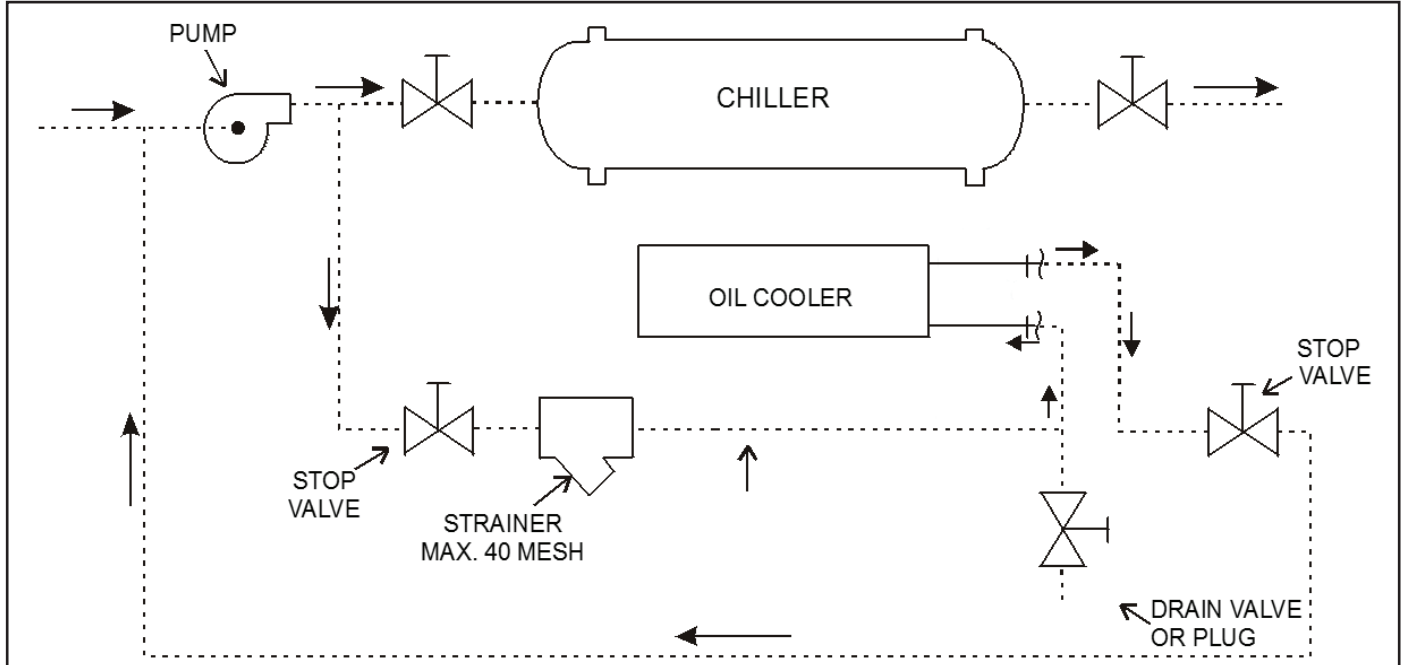 PUMP
CHILLER
OIL COOLER
STOP
VALVE
STOP
VALVE
STRAINER
MAX. 40 MESH
DRAIN VALVE
OR PLUG